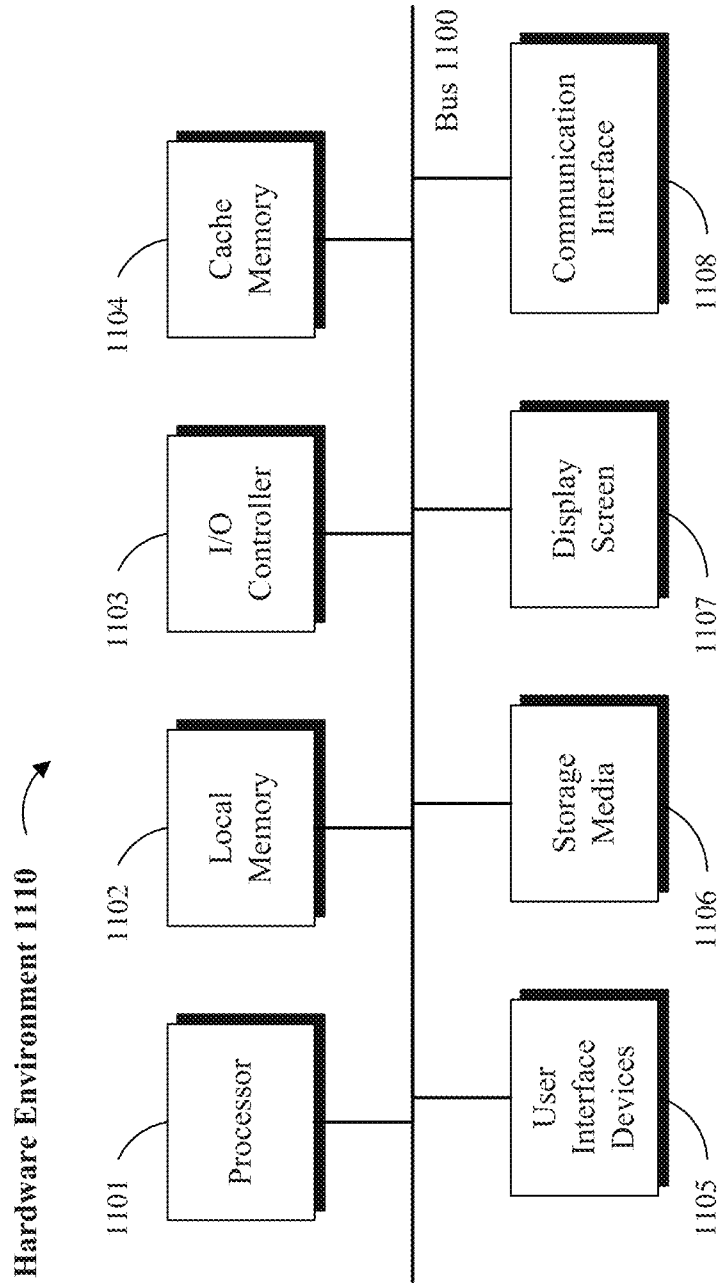 Hardware Environment 1110
1101
1102
1103
1104
Processor
Local
Memory
I/O
Controller
Cache
Memory
Bus 1100
User
Interface
Devices
Storage
Media
Display
Screen
Communication
Interface
1105
1106
1107
1108